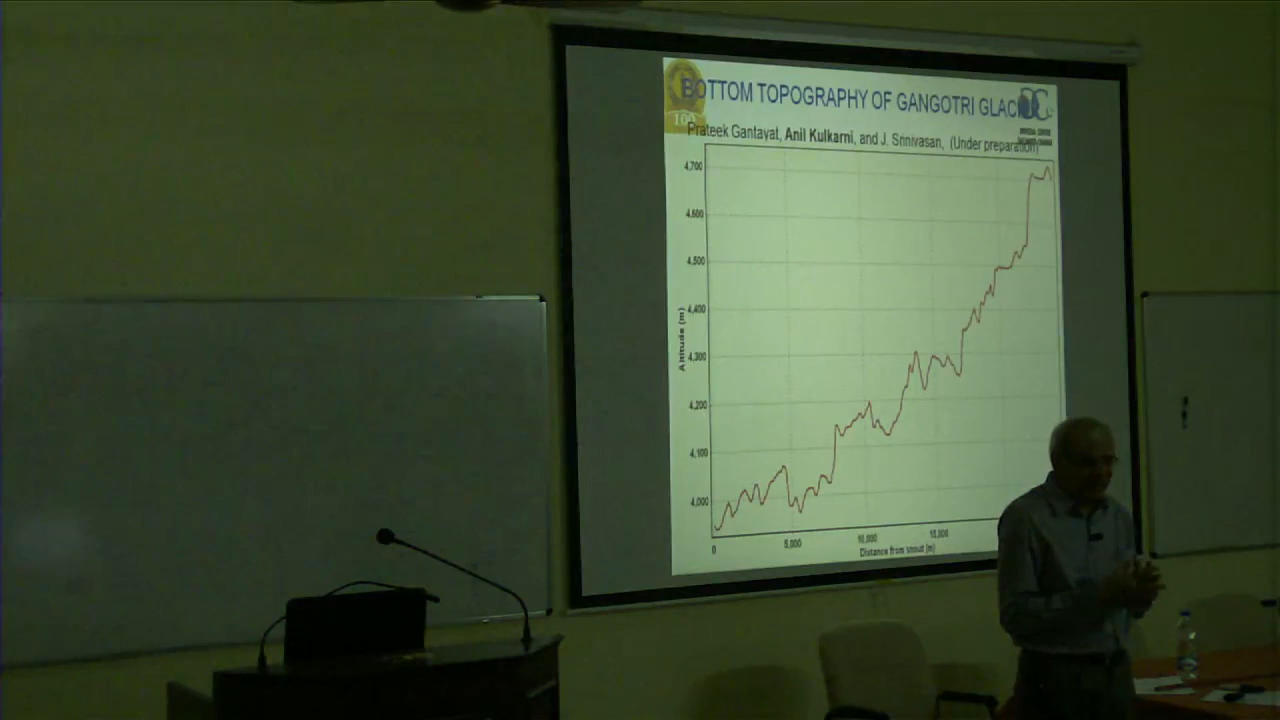 BOTTOM TOPOGRAPHY OF GANGOTRI GLACI
100
Prateek Gantayat, Anil Kulkarni, and J. Srinivasan, (Under preparation)
4,700
4,600
4,500
4,400
4,300
4,200
4,100
4,000
Altitude (m)
0 5,000 10,000 15,000
Distance from snout (m)